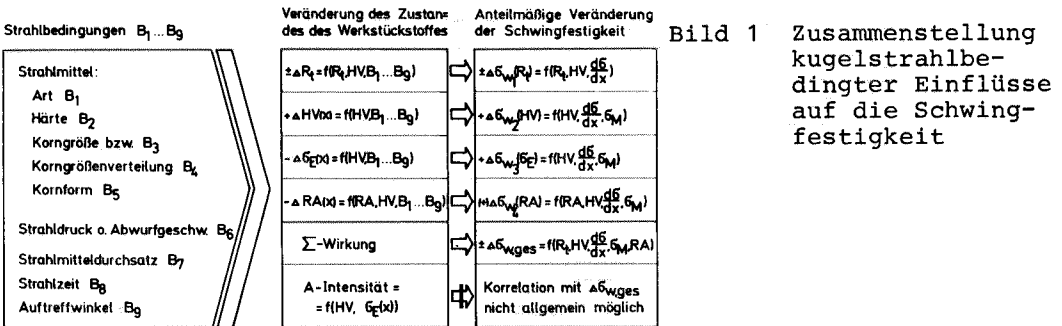 Strahlbedingungen B₁...B₉
Strahlmittel:
Art B₁
Härte B₂
Korngröße bzw. B₃
Korngrößenverteilung B₄
Kornform B₅
Strahldruck o. Abwurfgeschw. B₆
Strahlmitteldurchsatz B₇
Strahlzeit B₈
Auftreffwinkel B₉
Veränderung des Zustan-
des des Werkstückstoffes
±ΔRₜ = f(Rₜ,HV,B₁...B₉)
+ΔHV(x) = f(HV,B₁...B₉)
-Δσ_E(x) = f(HV,B₁...B₉)
-ΔRA(x) = f(RA,HV,B₁...B₉)
Σ-Wirkung
A-Intensität =
= f(HV, σ_E(x))
Anteilmäßige Veränderung
der Schwingfestigkeit
±Δσ_w₁(Rₜ) = f(Rₜ,HV,dσ/dx)
+Δσ_w₂(HV) = f(HV,dσ/dx,σ_M)
+Δσ_w₃(σ_E) = f(HV,dσ/dx,σ_M)
(+)Δσ_w₄(RA) = f(RA,HV,dσ/dx,σ_M)
±Δσ_w,ges = f(Rₜ,HV,dσ/dx,σ_M,RA)
Korrelation mit Δσ_w,ges
nicht allgemein möglich
Bild 1 Zusammenstellung
kugelstrahlbe-
dingter Einflüsse
auf die Schwing-
festigkeit